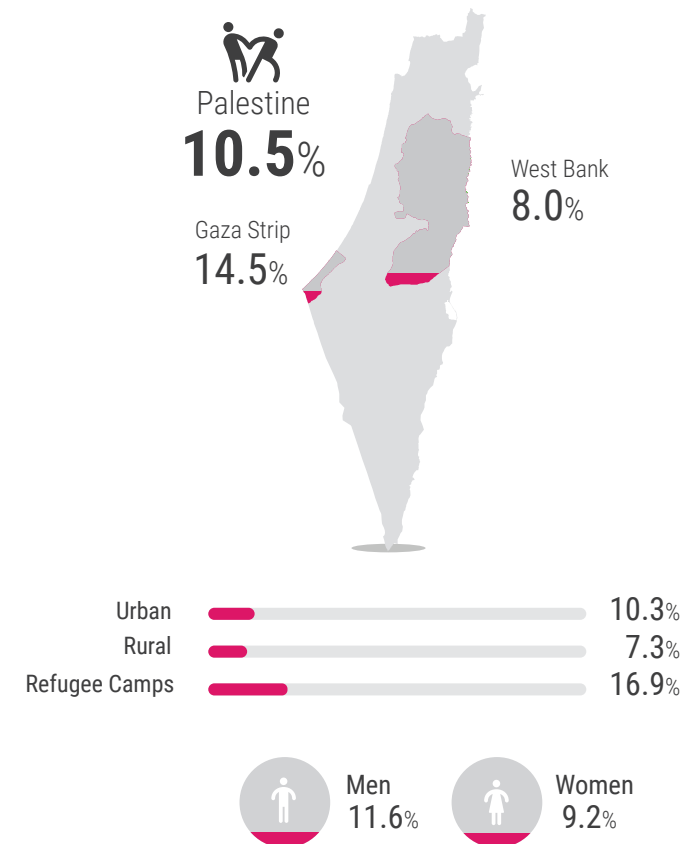 Palestine
10.5%
West Bank
8.0%
Gaza Strip
14.5%
Urban 10.3%
Rural 7.3%
Refugee Camps 16.9%
Men
11.6%
Women
9.2%